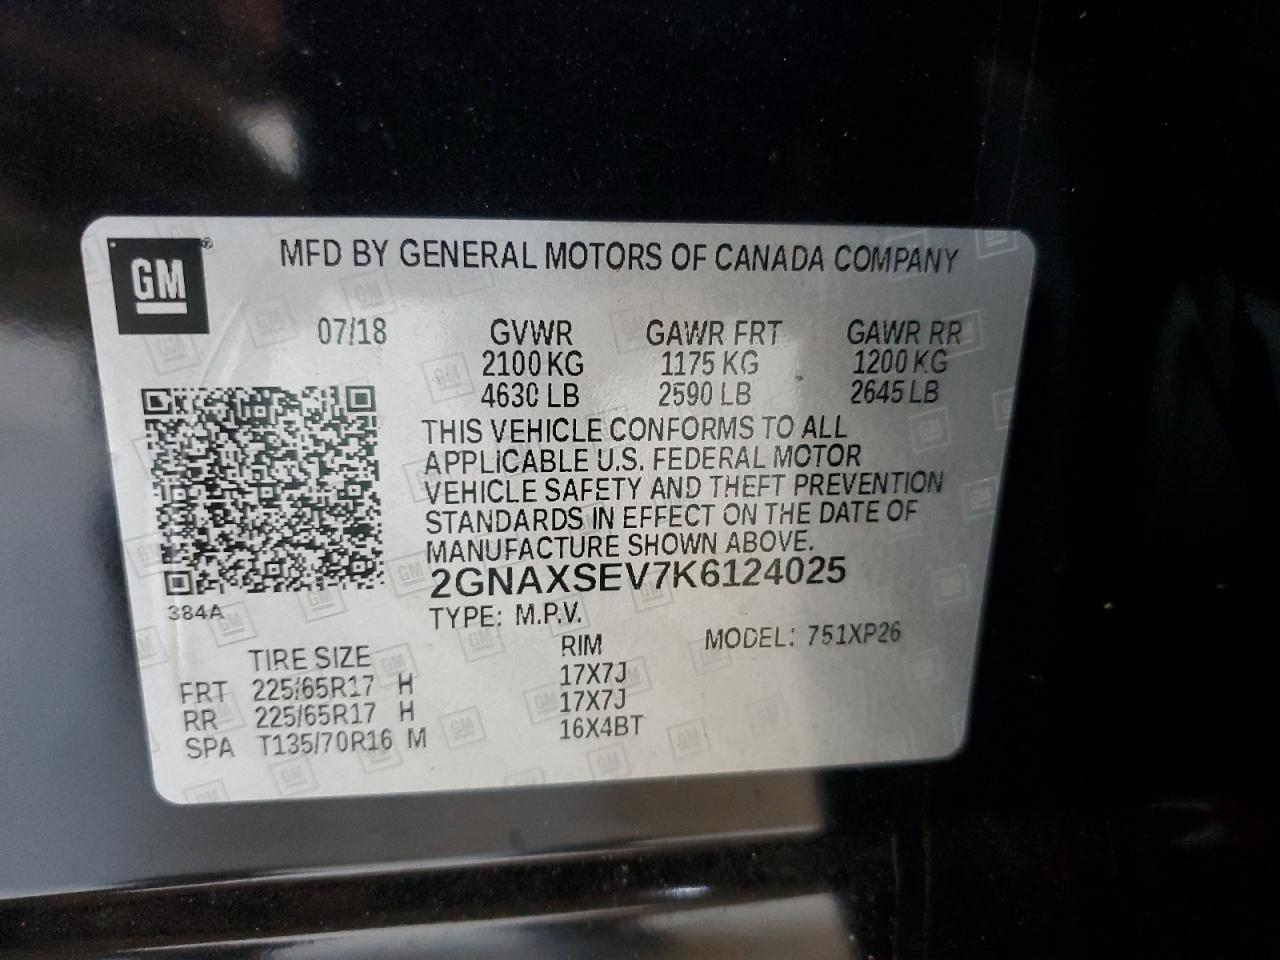 GM
MFD BY GENERAL MOTORS OF CANADA COMPANY
07/18 GVWR GAWR FRT GAWR RR
2100 KG 1175 KG 1200 KG
4630 LB 2590 LB 2645 LB
THIS VEHICLE CONFORMS TO ALL
APPLICABLE U.S. FEDERAL MOTOR
VEHICLE SAFETY AND THEFT PREVENTION
STANDARDS IN EFFECT ON THE DATE OF
MANUFACTURE SHOWN ABOVE.
2GNAXSEV7K6124025
384A
TYPE: M.P.V.
TIRE SIZE RIM MODEL: 751XP26
FRT 225/65R17 H 17X7J
RR 225/65R17 H 17X7J
SPA T135/70R16 M 16X4BT